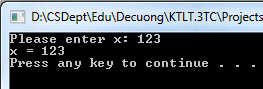 D:\CSDept\Edu\Decuong\KTLT.3TC\Projects
Please enter x: 123
x = 123
Press any key to continue . . .